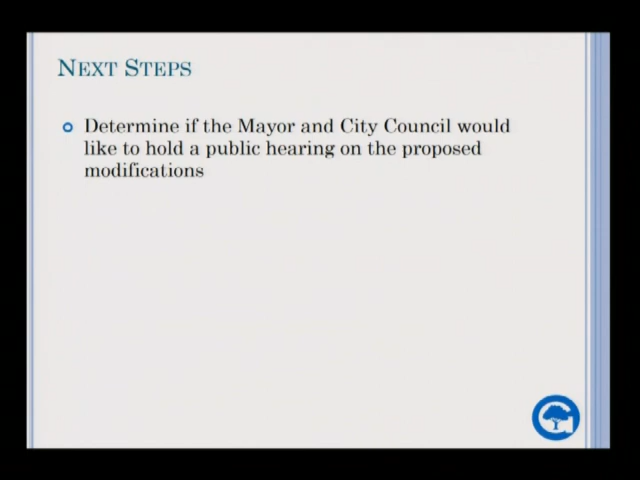 NEXT STEPS
Determine if the Mayor and City Council would
like to hold a public hearing on the proposed
modifications